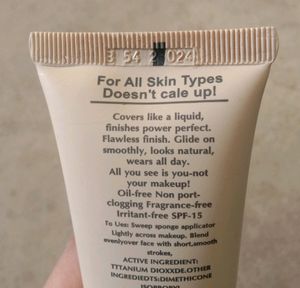 3 54 2 024
For All Skin Types
Doesn't cale up!
Covers like a liquid,
finishes power perfect.
Flawless finish. Glide on
smoothly, looks natural,
wears all day.
All you see is you-not
your makeup!
Oil-free Non port-
clogging Fragrance-free
Irritant-free SPF-15
To Use: Sweep sponge applicator
Lightly across makeup. Blend
evenlyover face with short,smooth
strokes,
ACTIVE INGREDIENT:
TTTANIUM DIOXXDE.OTHER
INGREDIEDTS:DIMETHICONE